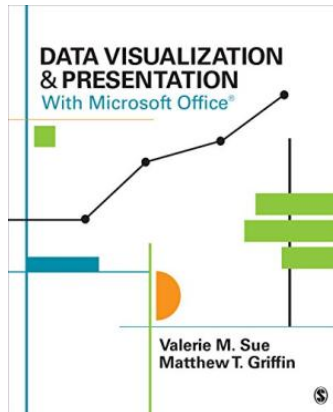 DATA VISUALIZATION
& PRESENTATION
With Microsoft Office®
Valerie M. Sue
Matthew T. Griffin